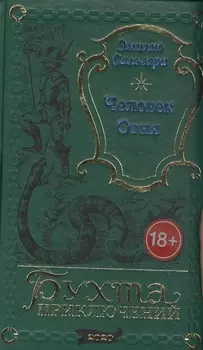 Эмилио
Сальгари
Человек
Огня
18+
Бухта
приключений
2020